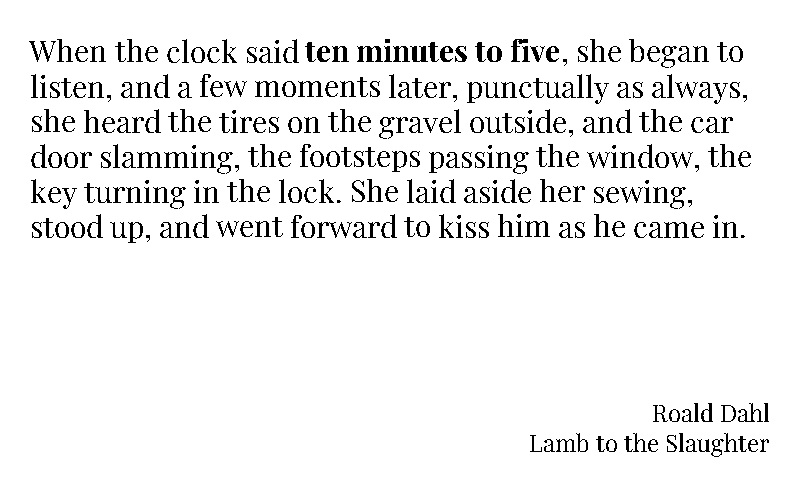 When the clock said ten minutes to five, she began to
listen, and a few moments later, punctually as always,
she heard the tires on the gravel outside, and the car
door slamming, the footsteps passing the window, the
key turning in the lock. She laid aside her sewing,
stood up, and went forward to kiss him as he came in.
Roald Dahl
Lamb to the Slaughter